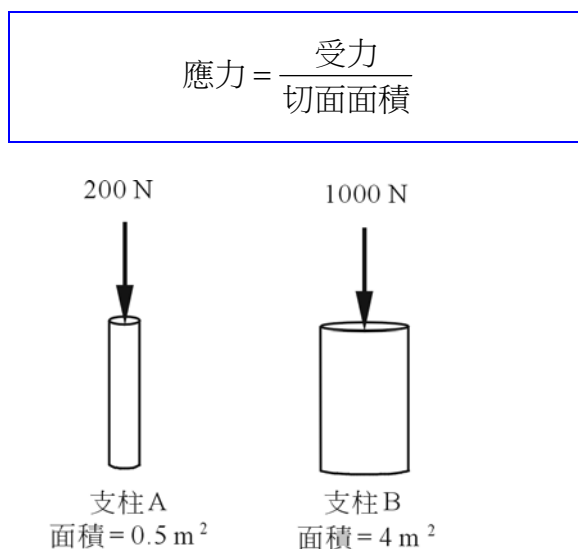 應力 = 受力 / 切面面積
200 N
1000 N
支柱 A
面積 = 0.5 m²
支柱 B
面積 = 4 m²